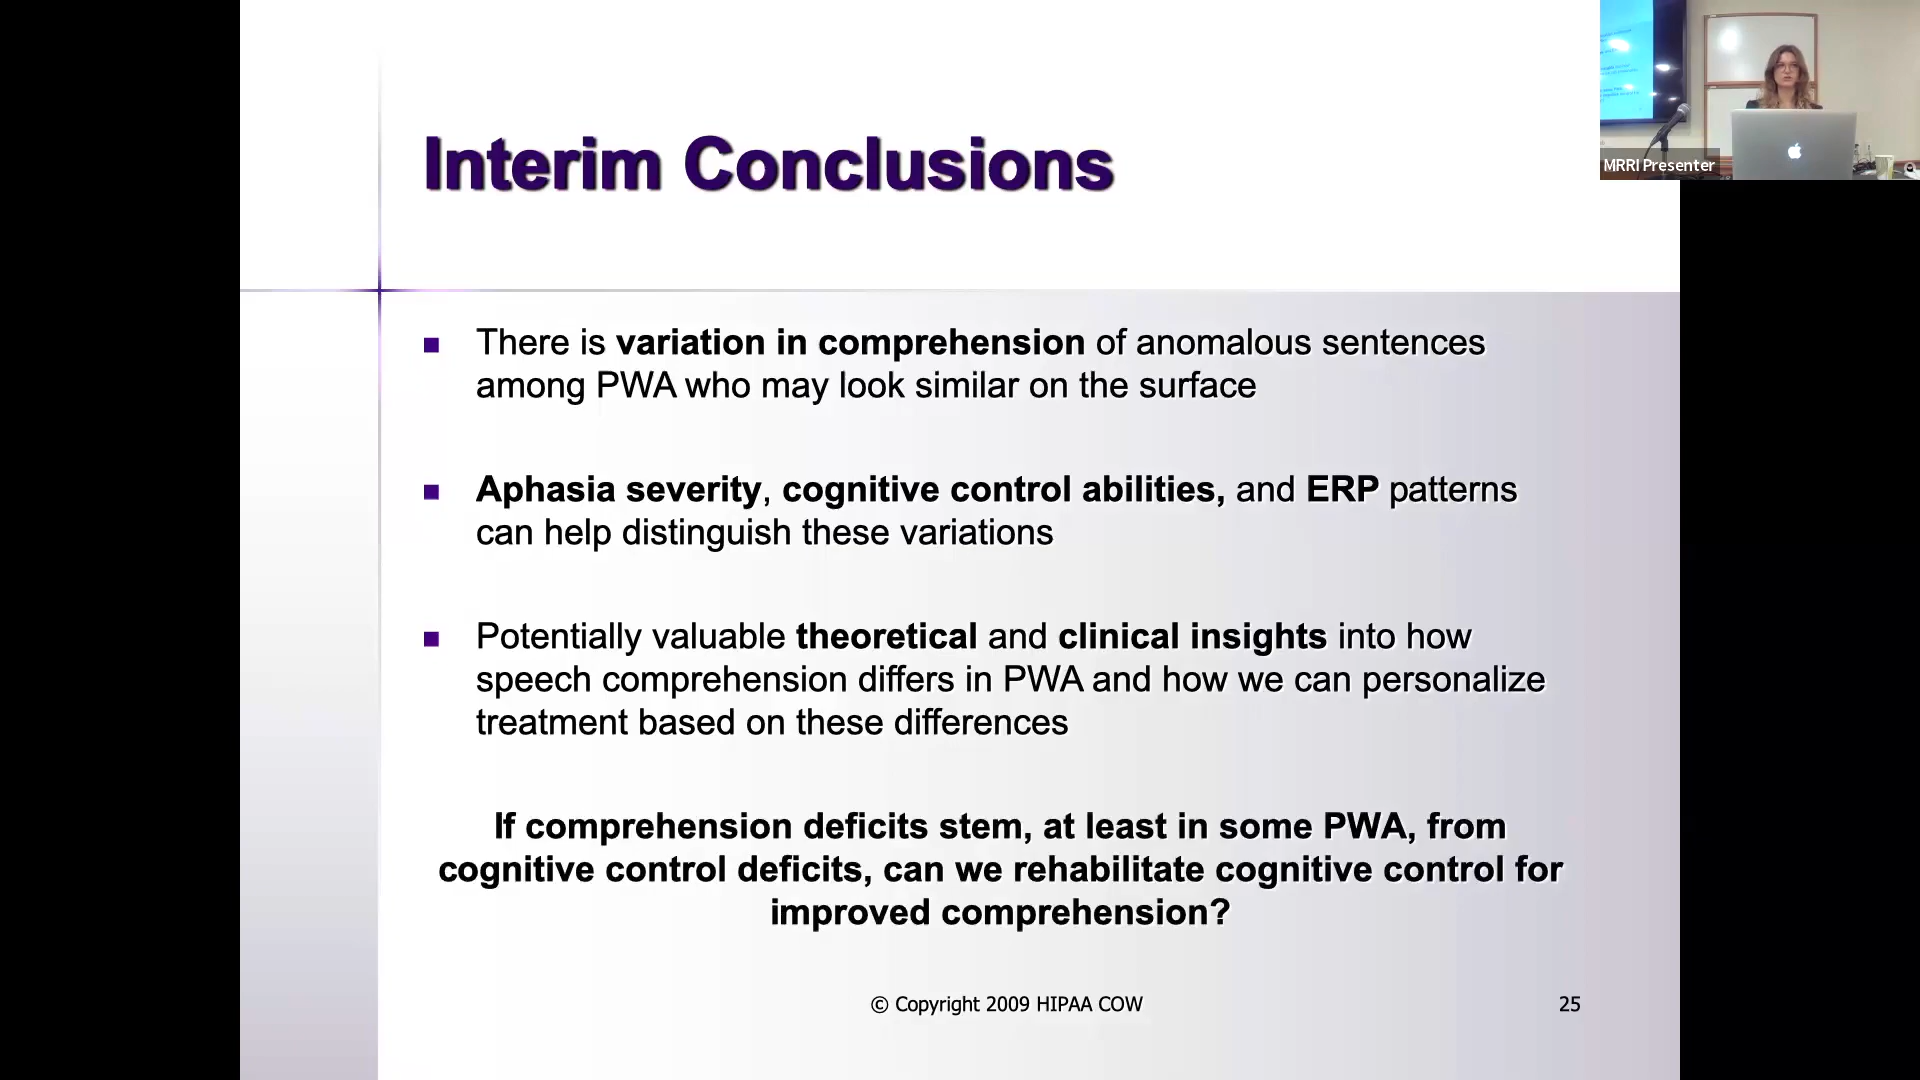 Interim Conclusions
There is variation in comprehension of anomalous sentences
among PWA who may look similar on the surface
Aphasia severity, cognitive control abilities, and ERP patterns
can help distinguish these variations
Potentially valuable theoretical and clinical insights into how
speech comprehension differs in PWA and how we can personalize
treatment based on these differences
If comprehension deficits stem, at least in some PWA, from
cognitive control deficits, can we rehabilitate cognitive control for
improved comprehension?
© Copyright 2009 HIPAA COW
25
MRRI Presenter